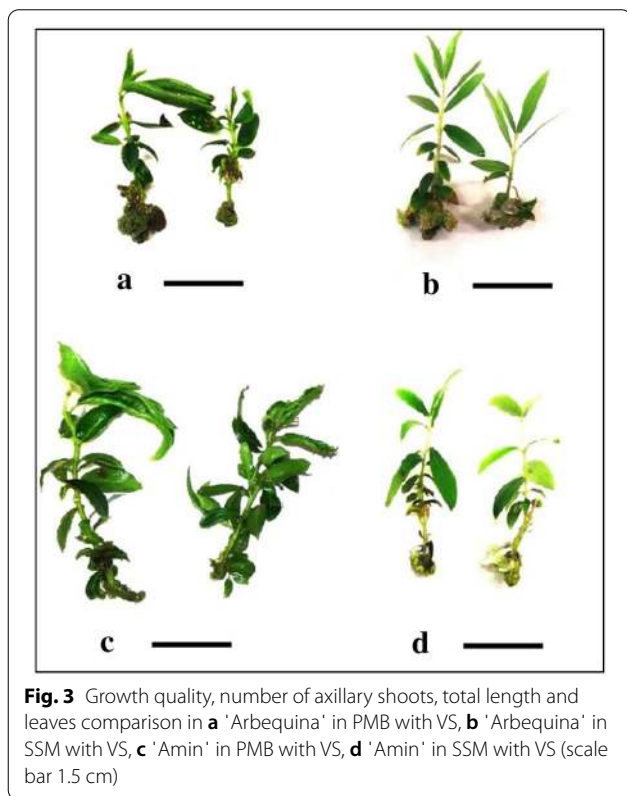 a
b
c
d
Fig. 3 Growth quality, number of axillary shoots, total length and
leaves comparison in a 'Arbequina' in PMB with VS, b 'Arbequina' in
SSM with VS, c 'Amin' in PMB with VS, d 'Amin' in SSM with VS (scale
bar 1.5 cm)